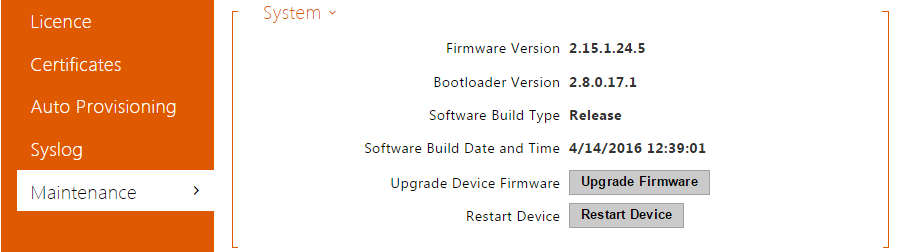 Licence
Certificates
Auto Provisioning
Syslog
Maintenance
System
Firmware Version 2.15.1.24.5
Bootloader Version 2.8.0.17.1
Software Build Type Release
Software Build Date and Time 4/14/2016 12:39:01
Upgrade Device Firmware Upgrade Firmware
Restart Device Restart Device